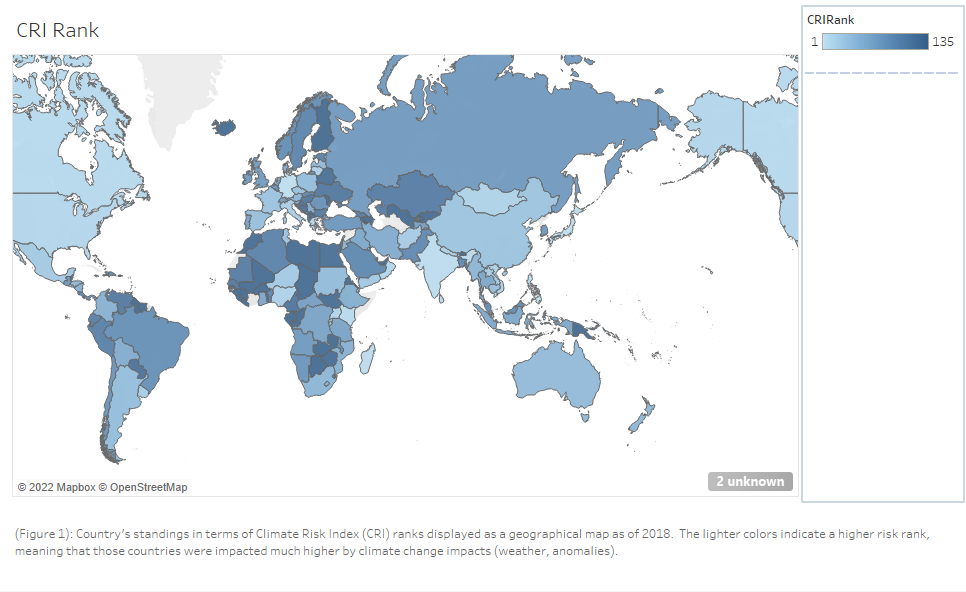 CRI Rank
CRIRank
1 135
© 2022 Mapbox © OpenStreetMap
2 unknown
(Figure 1): Country's standings in terms of Climate Risk Index (CRI) ranks displayed as a geographical map as of 2018. The lighter colors indicate a higher risk rank,
meaning that those countries were impacted much higher by climate change impacts (weather, anomalies).